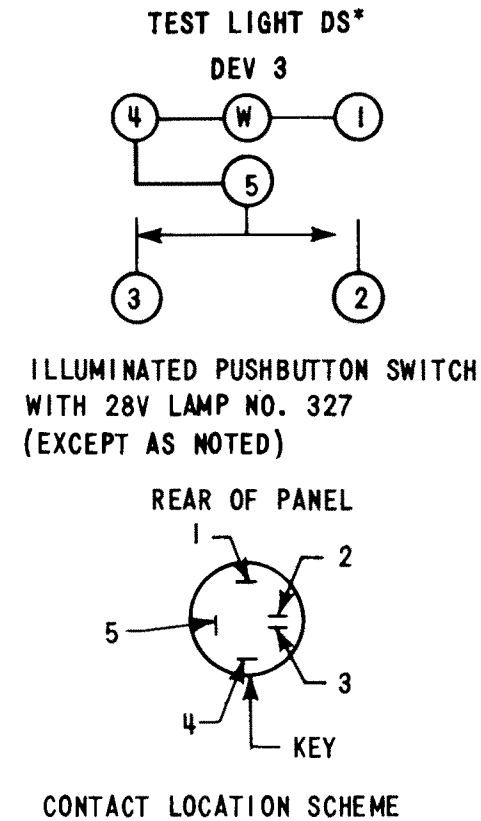 TEST LIGHT DS*
DEV 3
4 W 1
5
3 2
ILLUMINATED PUSHBUTTON SWITCH
WITH 28V LAMP NO. 327
(EXCEPT AS NOTED)
REAR OF PANEL
1
2
5
3
4
KEY
CONTACT LOCATION SCHEME